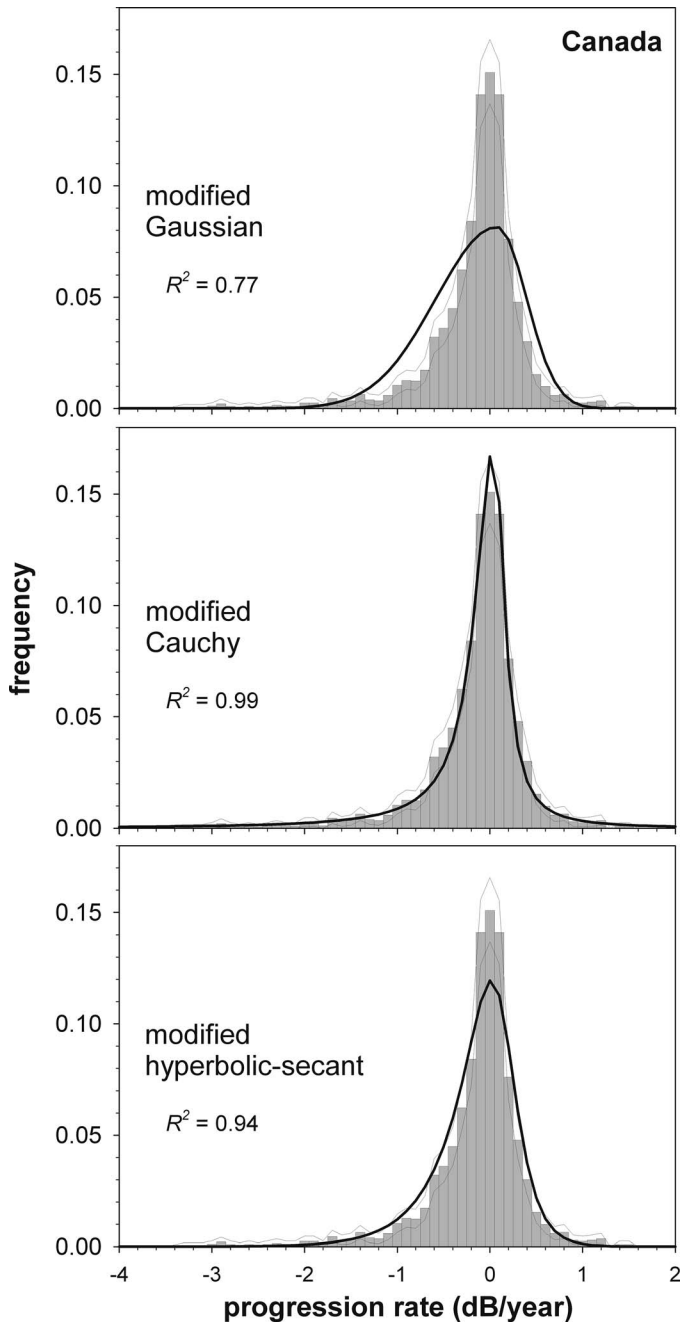 Canada
0.15
0.10
0.05
0.00
modified
Gaussian
R² = 0.77
0.15
0.10
0.05
0.00
modified
Cauchy
R² = 0.99
frequency
0.15
0.10
0.05
0.00
modified
hyperbolic-secant
R² = 0.94
-4 -3 -2 -1 0 1 2
progression rate (dB/year)